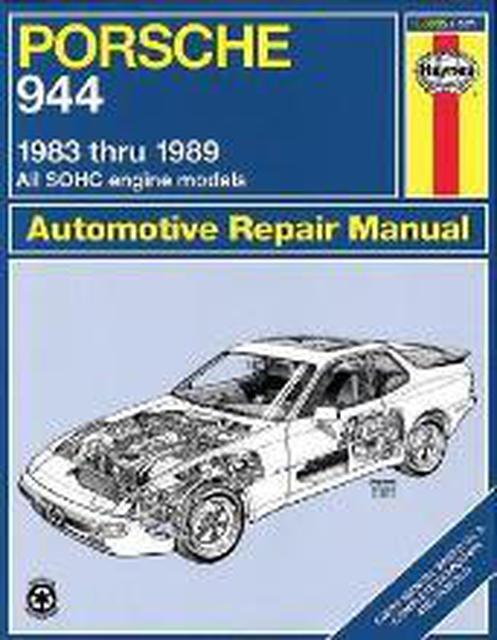 PORSCHE
944
1983 thru 1989
All SOHC engine models
Haynes
Automotive Repair Manual